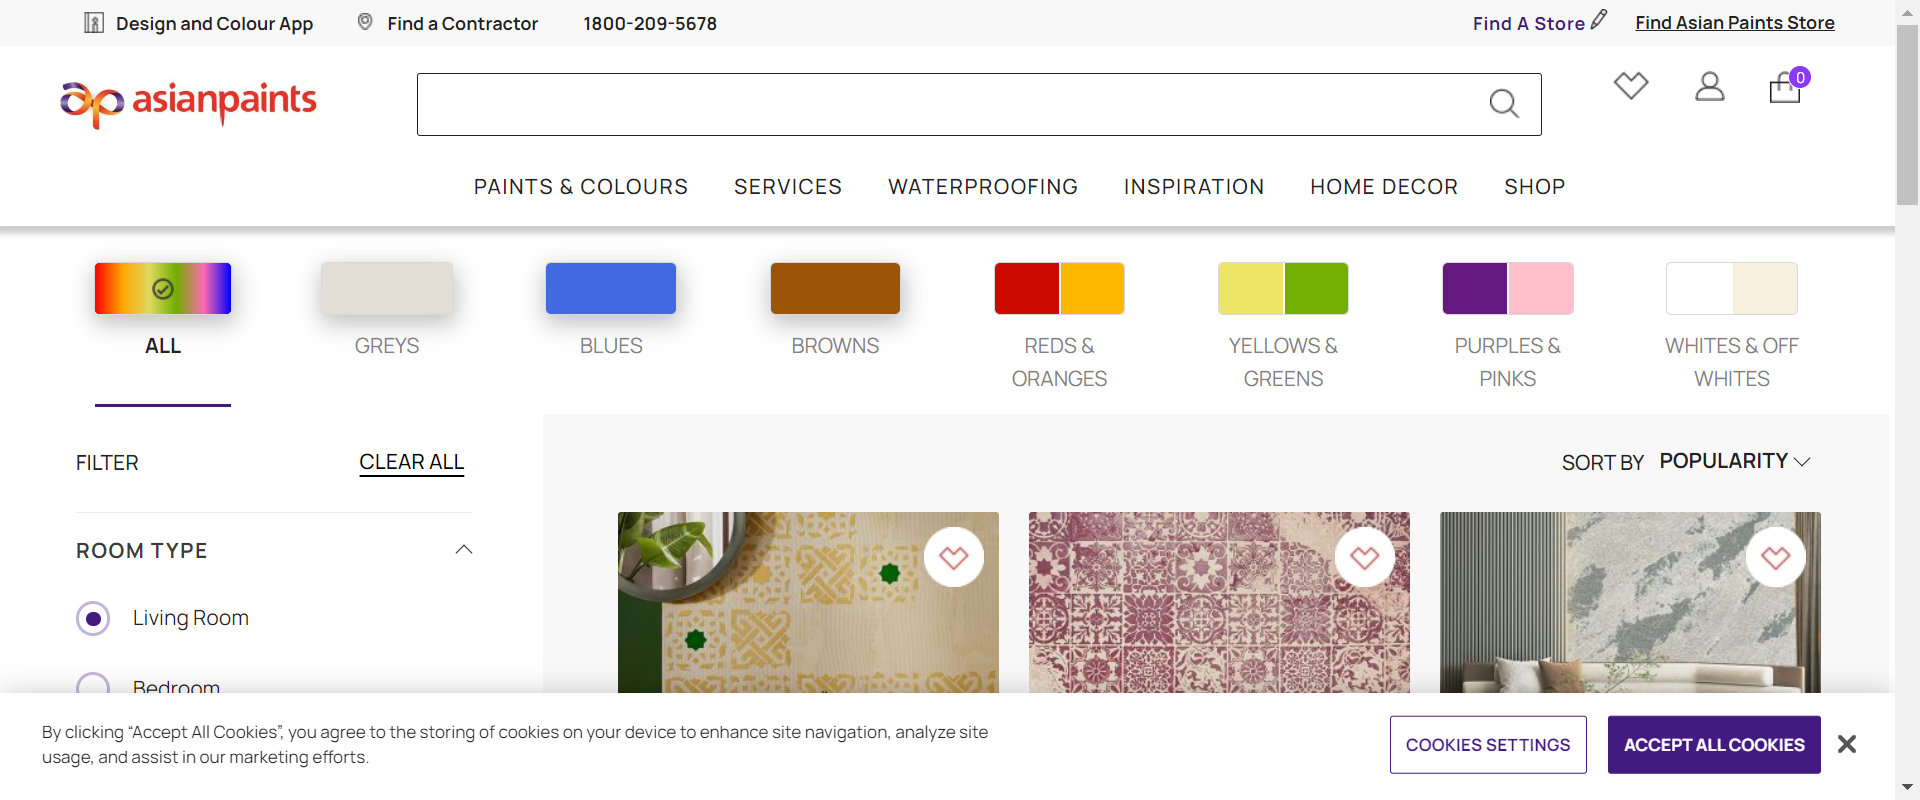 Design and Colour App
Find a Contractor
1800-209-5678
Find A Store
Find Asian Paints Store
ap asianpaints
0
PAINTS & COLOURS
SERVICES
WATERPROOFING
INSPIRATION
HOME DECOR
SHOP
ALL
GREYS
BLUES
BROWNS
REDS &
ORANGES
YELLOWS &
GREENS
PURPLES &
PINKS
WHITES & OFF
WHITES
FILTER
CLEAR ALL
SORT BY POPULARITY
ROOM TYPE
Living Room
Bedroom
By clicking “Accept All Cookies”, you agree to the storing of cookies on your device to enhance site navigation, analyze site
usage, and assist in our marketing efforts.
COOKIES SETTINGS
ACCEPT ALL COOKIES